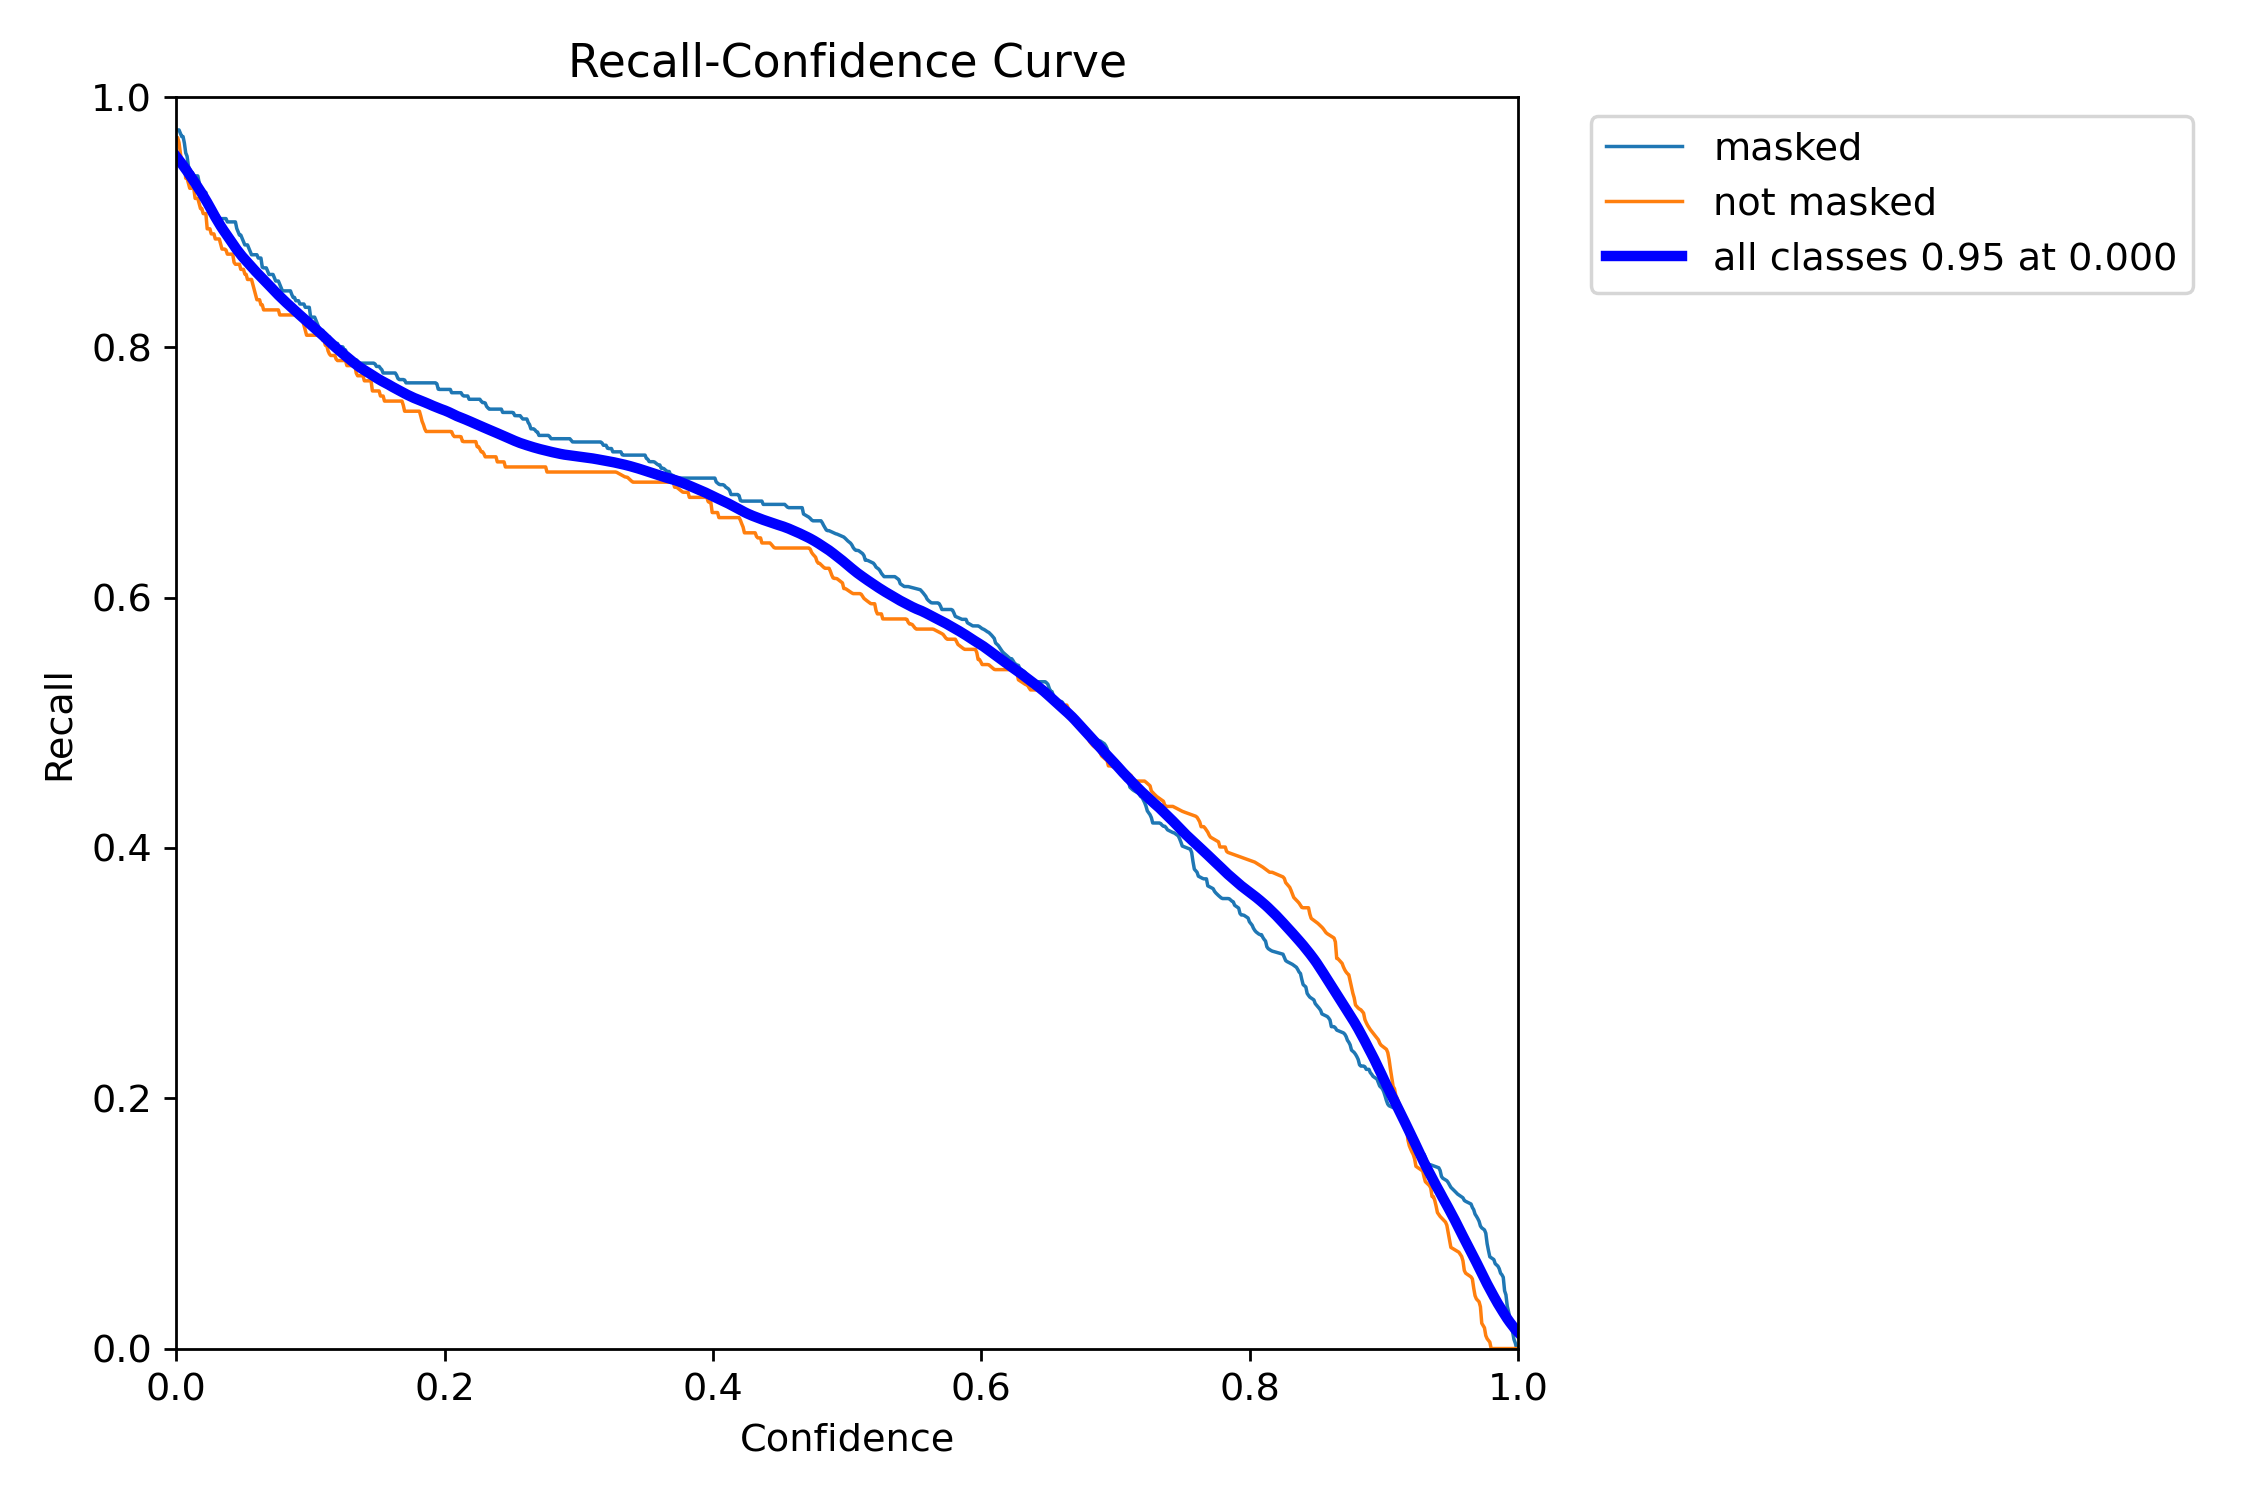 Recall-Confidence Curve
1.0
0.8
0.6
0.4
0.2
0.0
Recall
0.0 0.2 0.4 0.6 0.8 1.0
Confidence
masked
not masked
all classes 0.95 at 0.000